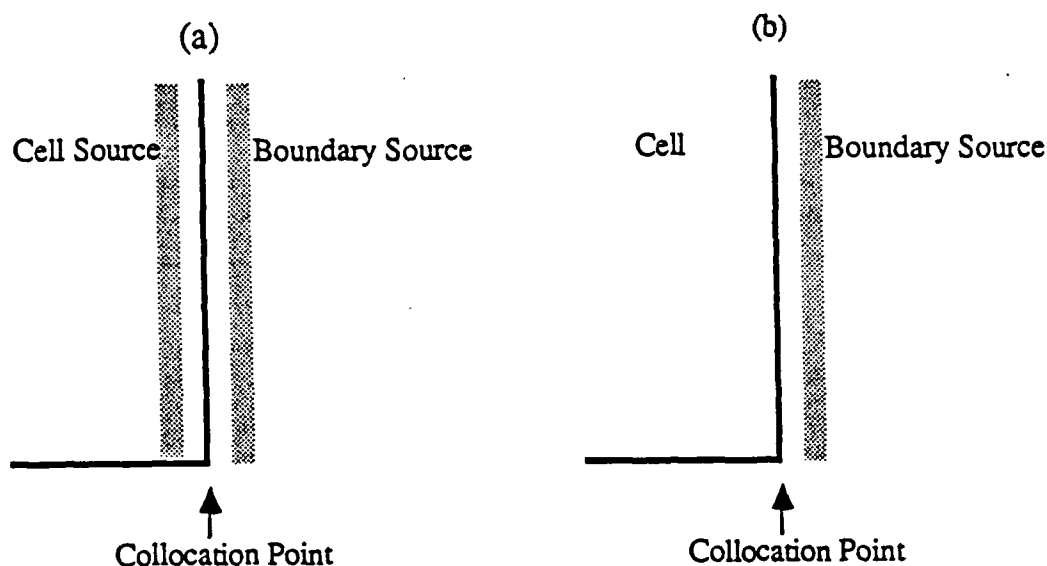 (a)
Cell Source
Boundary Source
Collocation Point
(b)
Cell
Boundary Source
Collocation Point